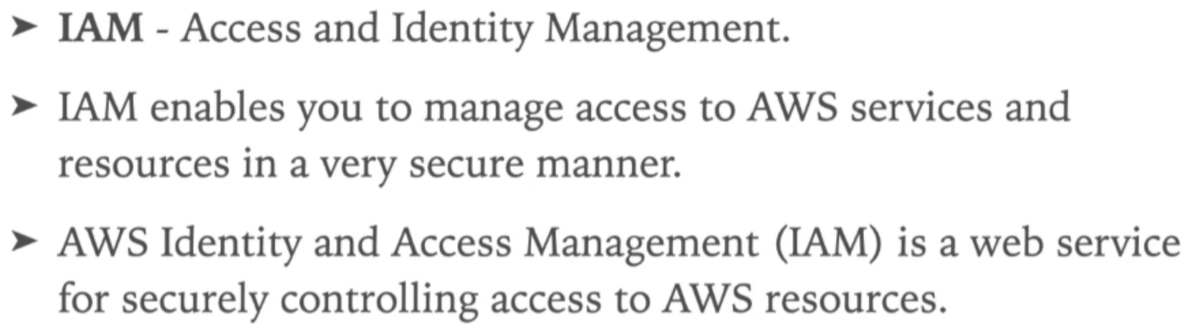 ➤ IAM - Access and Identity Management.
➤ IAM enables you to manage access to AWS services and
resources in a very secure manner.
➤ AWS Identity and Access Management (IAM) is a web service
for securely controlling access to AWS resources.